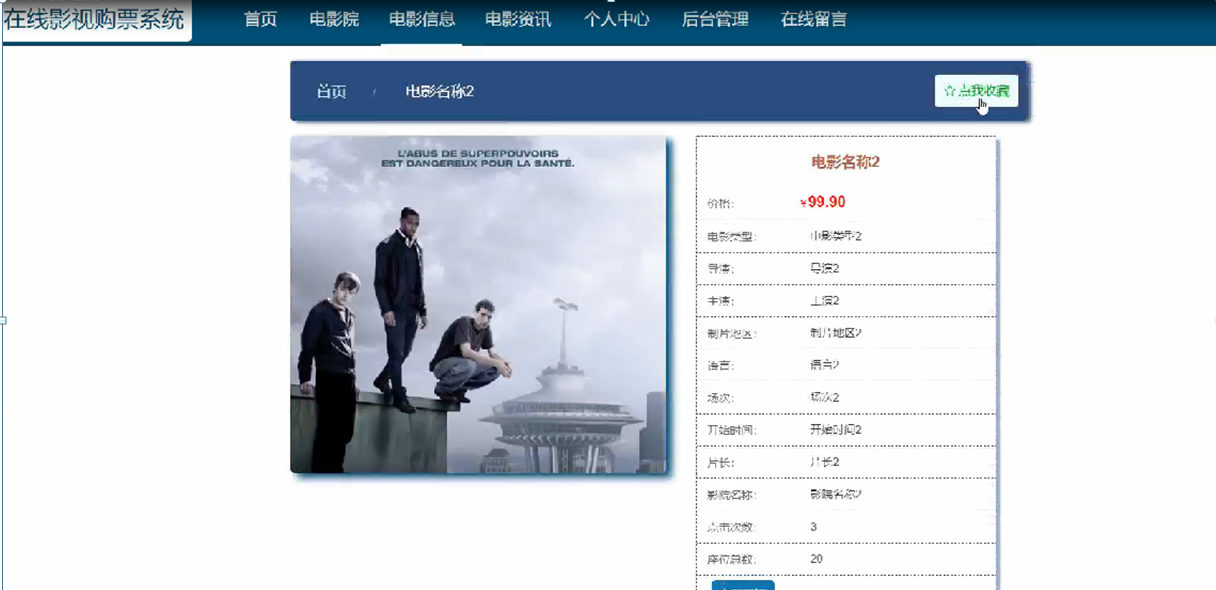 在线影视购票系统
首页 电影院 电影信息 电影资讯 个人中心 后台管理 在线留言
首页 / 电影名称2 ☆ 点我收藏
L'ABUS DE SUPERPOUVOIRS
EST DANGEREUX POUR LA SANTÉ.
电影名称2
价格: ¥99.90
电影类型: 电影类型2
导演: 导演2
主演: 主演2
制片地区: 制片地区2
语言: 语言2
场次: 场次2
开始时间: 开始时间2
片长: 片长2
影院名称: 影院名称2
点击次数: 3
座位总数: 20